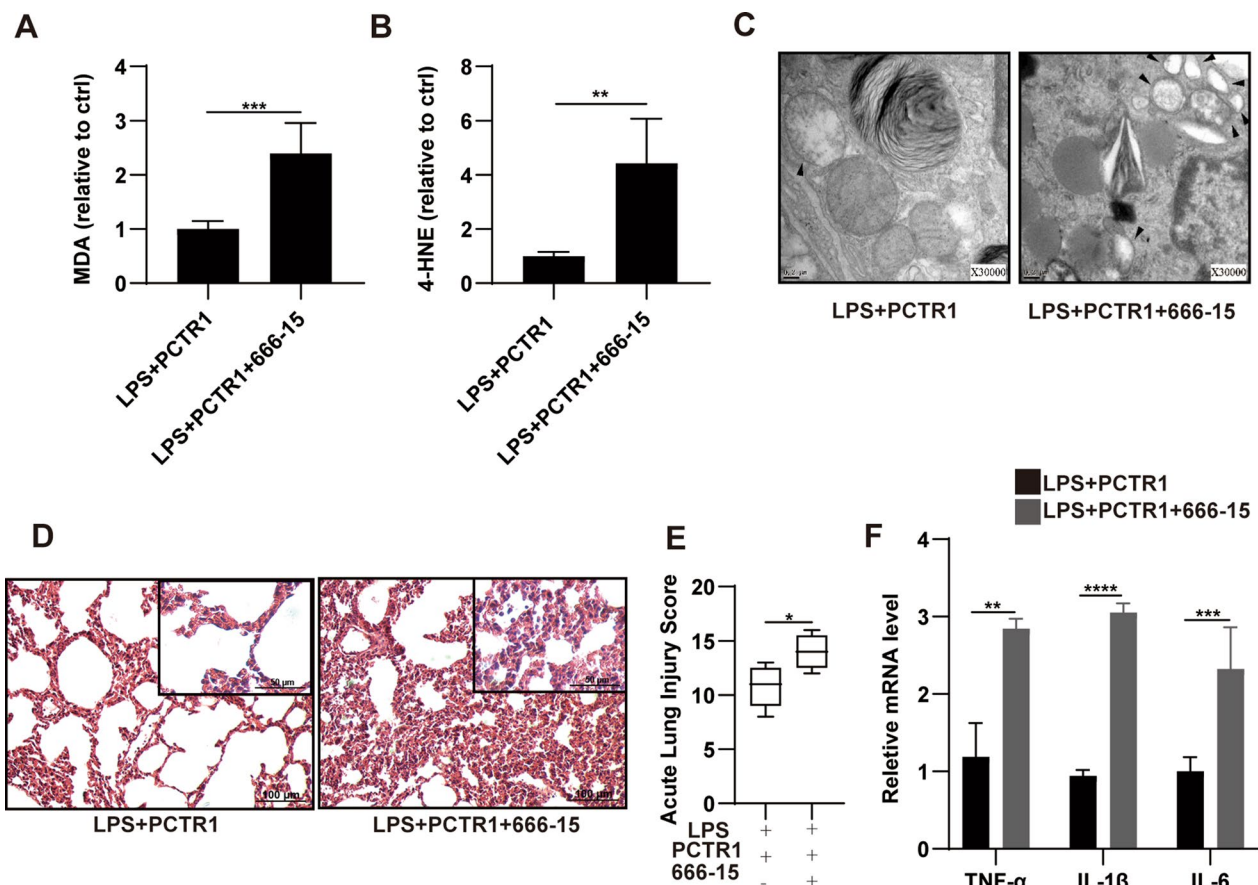 A
MDA (relative to ctrl)
4
3
2
1
0
***
LPS+PCTR1
LPS+PCTR1+666-15
B
4-HNE (relative to ctrl)
8
6
4
2
0
**
LPS+PCTR1
LPS+PCTR1+666-15
C
0.2 μm
X30000
LPS+PCTR1
X30000
LPS+PCTR1+666-15
D
50 μm
100 μm
LPS+PCTR1
50 μm
100 μm
LPS+PCTR1+666-15
E
Acute Lung Injury Score
20
15
10
5
0
*
LPS + +
PCTR1 + +
666-15 - +
LPS+PCTR1
LPS+PCTR1+666-15
F
Reletive mRNA level
4
3
2
1
0
**
****
***
TNF-α IL-1β IL-6